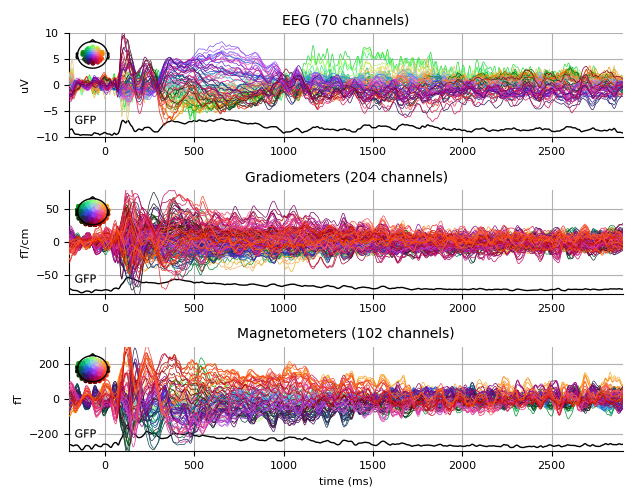 EEG (70 channels)
10
5
0
−5
−10
uV
GFP
0
500
1000
1500
2000
2500
Gradiometers (204 channels)
50
0
−50
fT/cm
GFP
0
500
1000
1500
2000
2500
Magnetometers (102 channels)
200
0
−200
fT
GFP
0
500
1000
1500
2000
2500
time (ms)